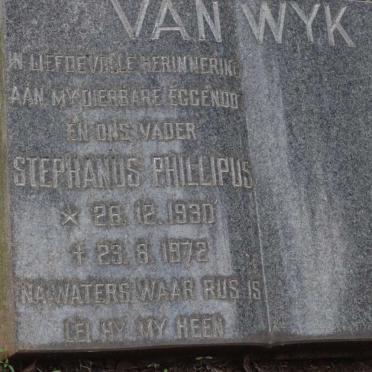 VAN WYK
IN LIEFDEVOLLE HERINNERING
AAN MY DIERBARE EGGENOOT
EN ONS VADER
STEPHANUS PHILLIPUS
* 26.12.1930
† 23.8.1972
NA WATERS WAAR RUS IS
LEI HY MY HEEN